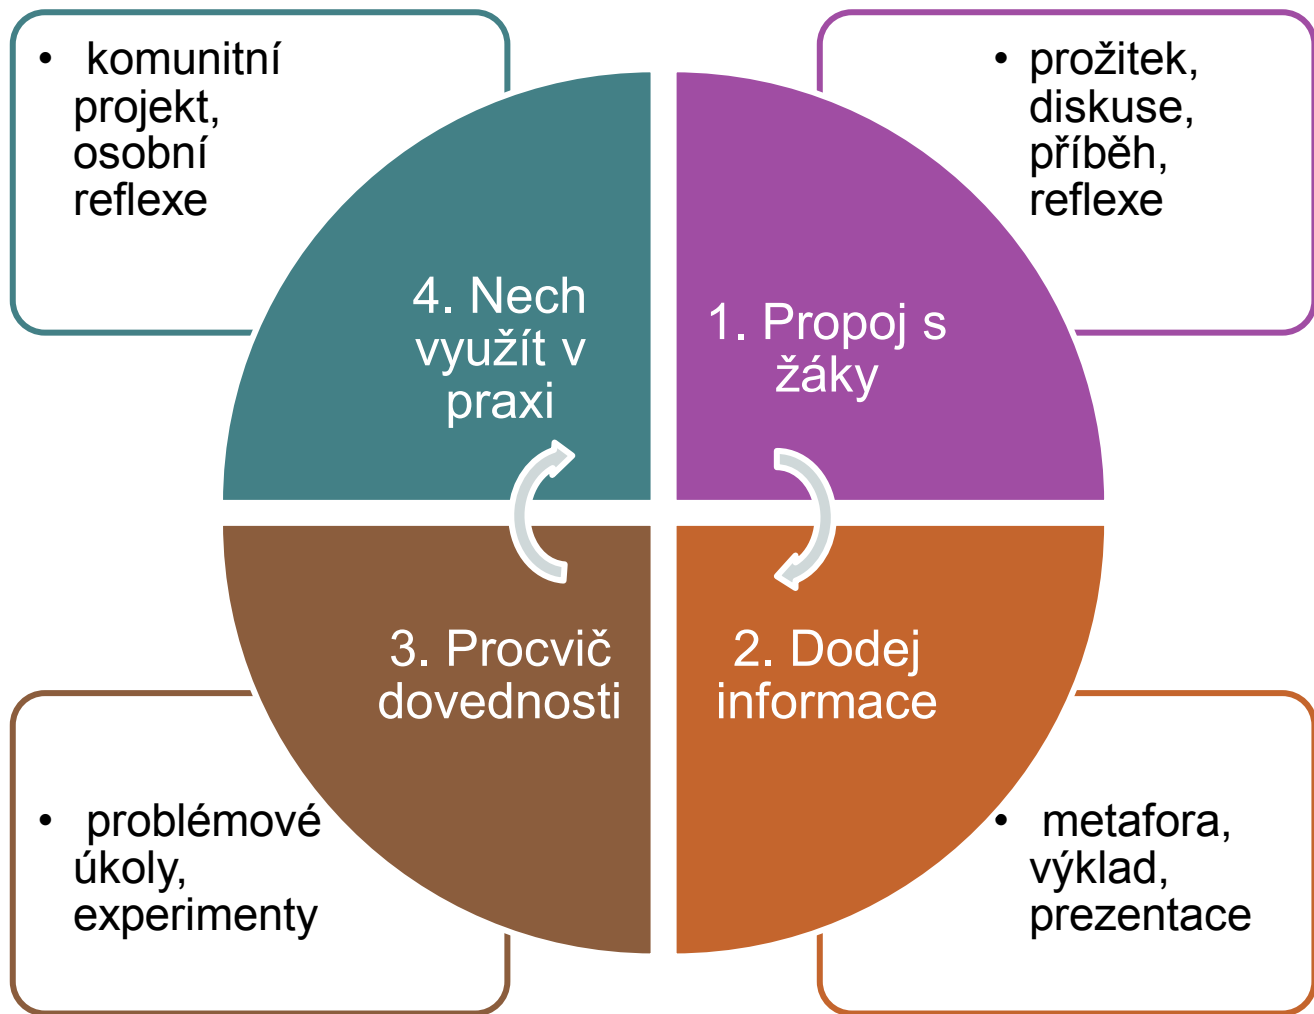 • komunitní
projekt,
osobní
reflexe
• prožitek,
diskuse,
příběh,
reflexe
4. Nech
využít v
praxi
1. Propoj s
žáky
3. Procvič
dovednosti
2. Dodej
informace
• problémové
úkoly,
experimenty
• metafora,
výklad,
prezentace